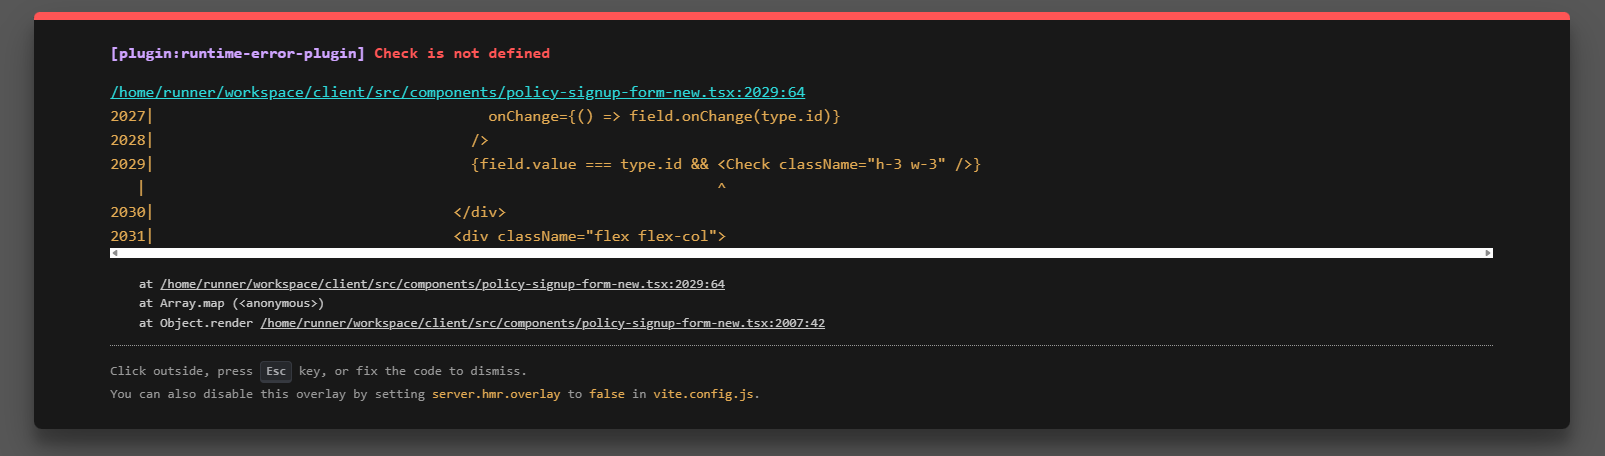 [plugin:runtime-error-plugin] Check is not defined
/home/runner/workspace/client/src/components/policy-signup-form-new.tsx:2029:64
2027|                                      onChange={() => field.onChange(type.id)}
2028|                                    />
2029|                                    {field.value === type.id && <Check className="h-3 w-3" />}
   |                                                                ^
2030|                                  </div>
2031|                                  <div className="flex flex-col">
at /home/runner/workspace/client/src/components/policy-signup-form-new.tsx:2029:64
at Array.map (<anonymous>)
at Object.render /home/runner/workspace/client/src/components/policy-signup-form-new.tsx:2007:42
Click outside, press Esc key, or fix the code to dismiss.
You can also disable this overlay by setting server.hmr.overlay to false in vite.config.js.